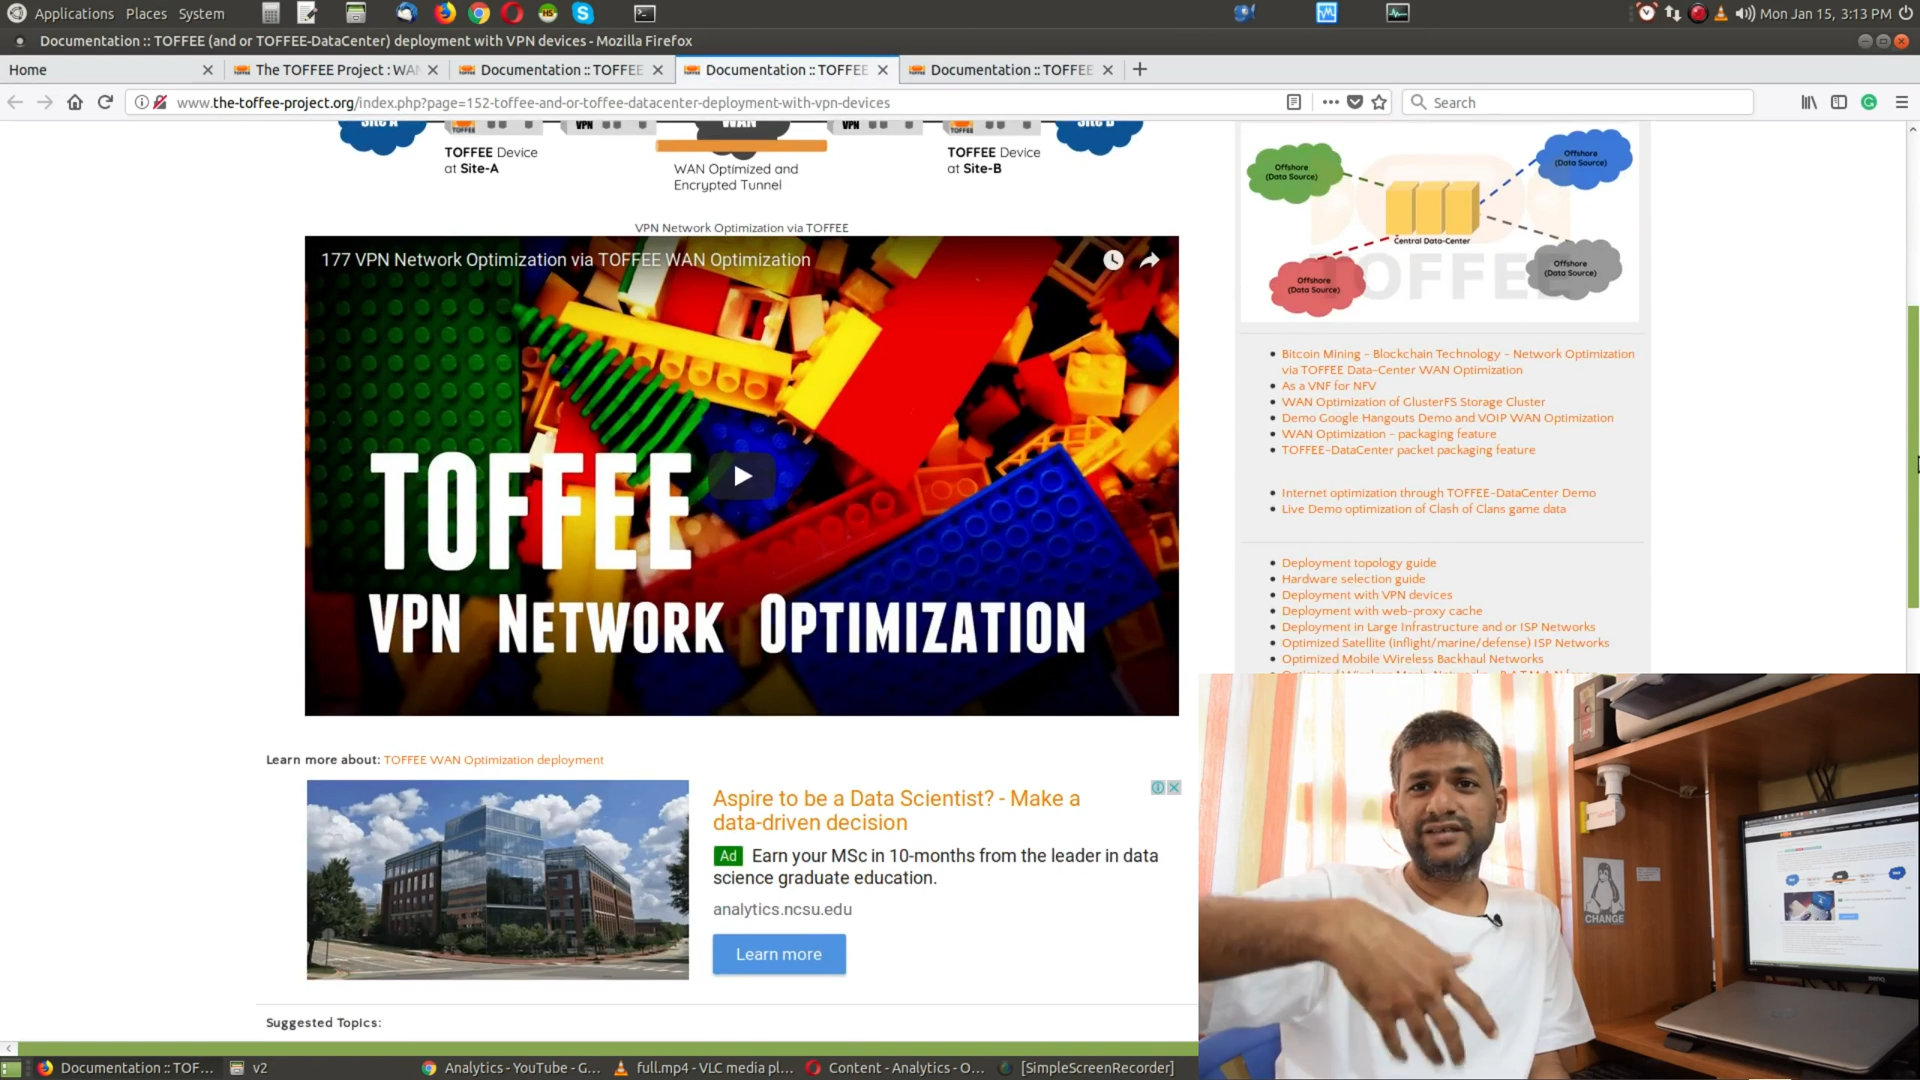 Applications Places System
Mon Jan 15, 3:13 PM
Documentation :: TOFFEE (and or TOFFEE-DataCenter) deployment with VPN devices - Mozilla Firefox
Home
The TOFFEE Project : WAN
Documentation :: TOFFEE
Documentation :: TOFFEE
Documentation :: TOFFEE
www.the-toffee-project.org/index.php?page=152-toffee-and-or-toffee-datacenter-deployment-with-vpn-devices
Search
TOFFEE
VPN
WAN
VPN
TOFFEE
TOFFEE Device
at Site-A
WAN Optimized and
Encrypted Tunnel
TOFFEE Device
at Site-B
VPN Network Optimization via TOFFEE
177 VPN Network Optimization via TOFFEE WAN Optimization
TOFFEE
VPN Network Optimization
Learn more about: TOFFEE WAN Optimization deployment
Aspire to be a Data Scientist? - Make a
data-driven decision
Ad Earn your MSc in 10-months from the leader in data
science graduate education.
analytics.ncsu.edu
Learn more
Suggested Topics:
Offshore
(Data Source)
Offshore
(Data Source)
Central Data-Center
Offshore
(Data Source)
Offshore
(Data Source)
TOFFEE
Bitcoin Mining - Blockchain Technology - Network Optimization
via TOFFEE Data-Center WAN Optimization
As a VNF for NFV
WAN Optimization of GlusterFS Storage Cluster
Demo Google Hangouts Demo and VOIP WAN Optimization
WAN Optimization - packaging feature
TOFFEE-DataCenter packet packaging feature
Internet optimization through TOFFEE-DataCenter Demo
Live Demo optimization of Clash of Clans game data
Deployment topology guide
Hardware selection guide
Deployment with VPN devices
Deployment with web-proxy cache
Deployment in Large Infrastructure and or ISP Networks
Optimized Satellite (inflight/marine/defense) ISP Networks
Optimized Mobile Wireless Backhaul Networks
CHANGE
BenQ
Documentation :: TOF...
v2
Analytics - YouTube - G...
full.mp4 - VLC media pl...
Content - Analytics - O...
[SimpleScreenRecorder]